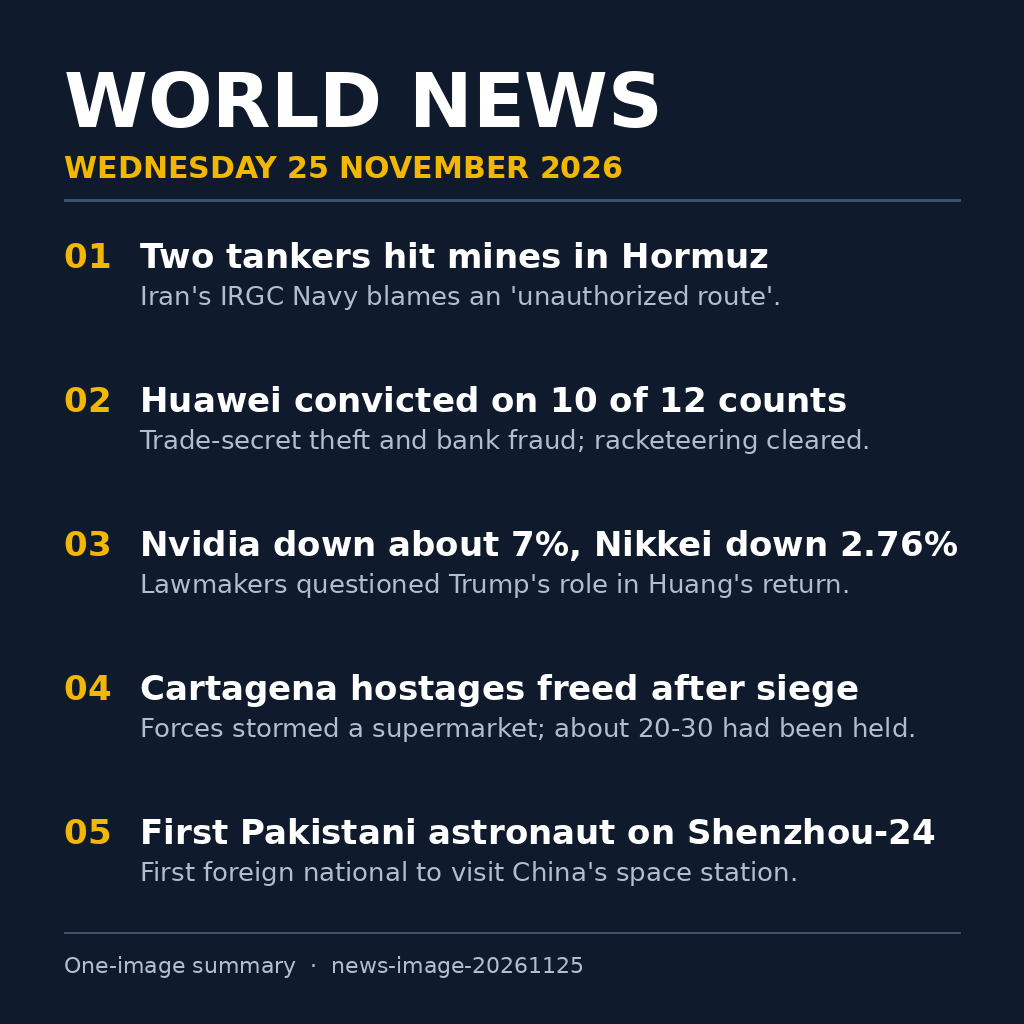 WORLD NEWS
WEDNESDAY 25 NOVEMBER 2026
01 Two tankers hit mines in Hormuz
Iran's IRGC Navy blames an 'unauthorized route'.
02 Huawei convicted on 10 of 12 counts
Trade-secret theft and bank fraud; racketeering cleared.
03 Nvidia down about 7%, Nikkei down 2.76%
Lawmakers questioned Trump's role in Huang's return.
04 Cartagena hostages freed after siege
Forces stormed a supermarket; about 20-30 had been held.
05 First Pakistani astronaut on Shenzhou-24
First foreign national to visit China's space station.
One-image summary · news-image-20261125